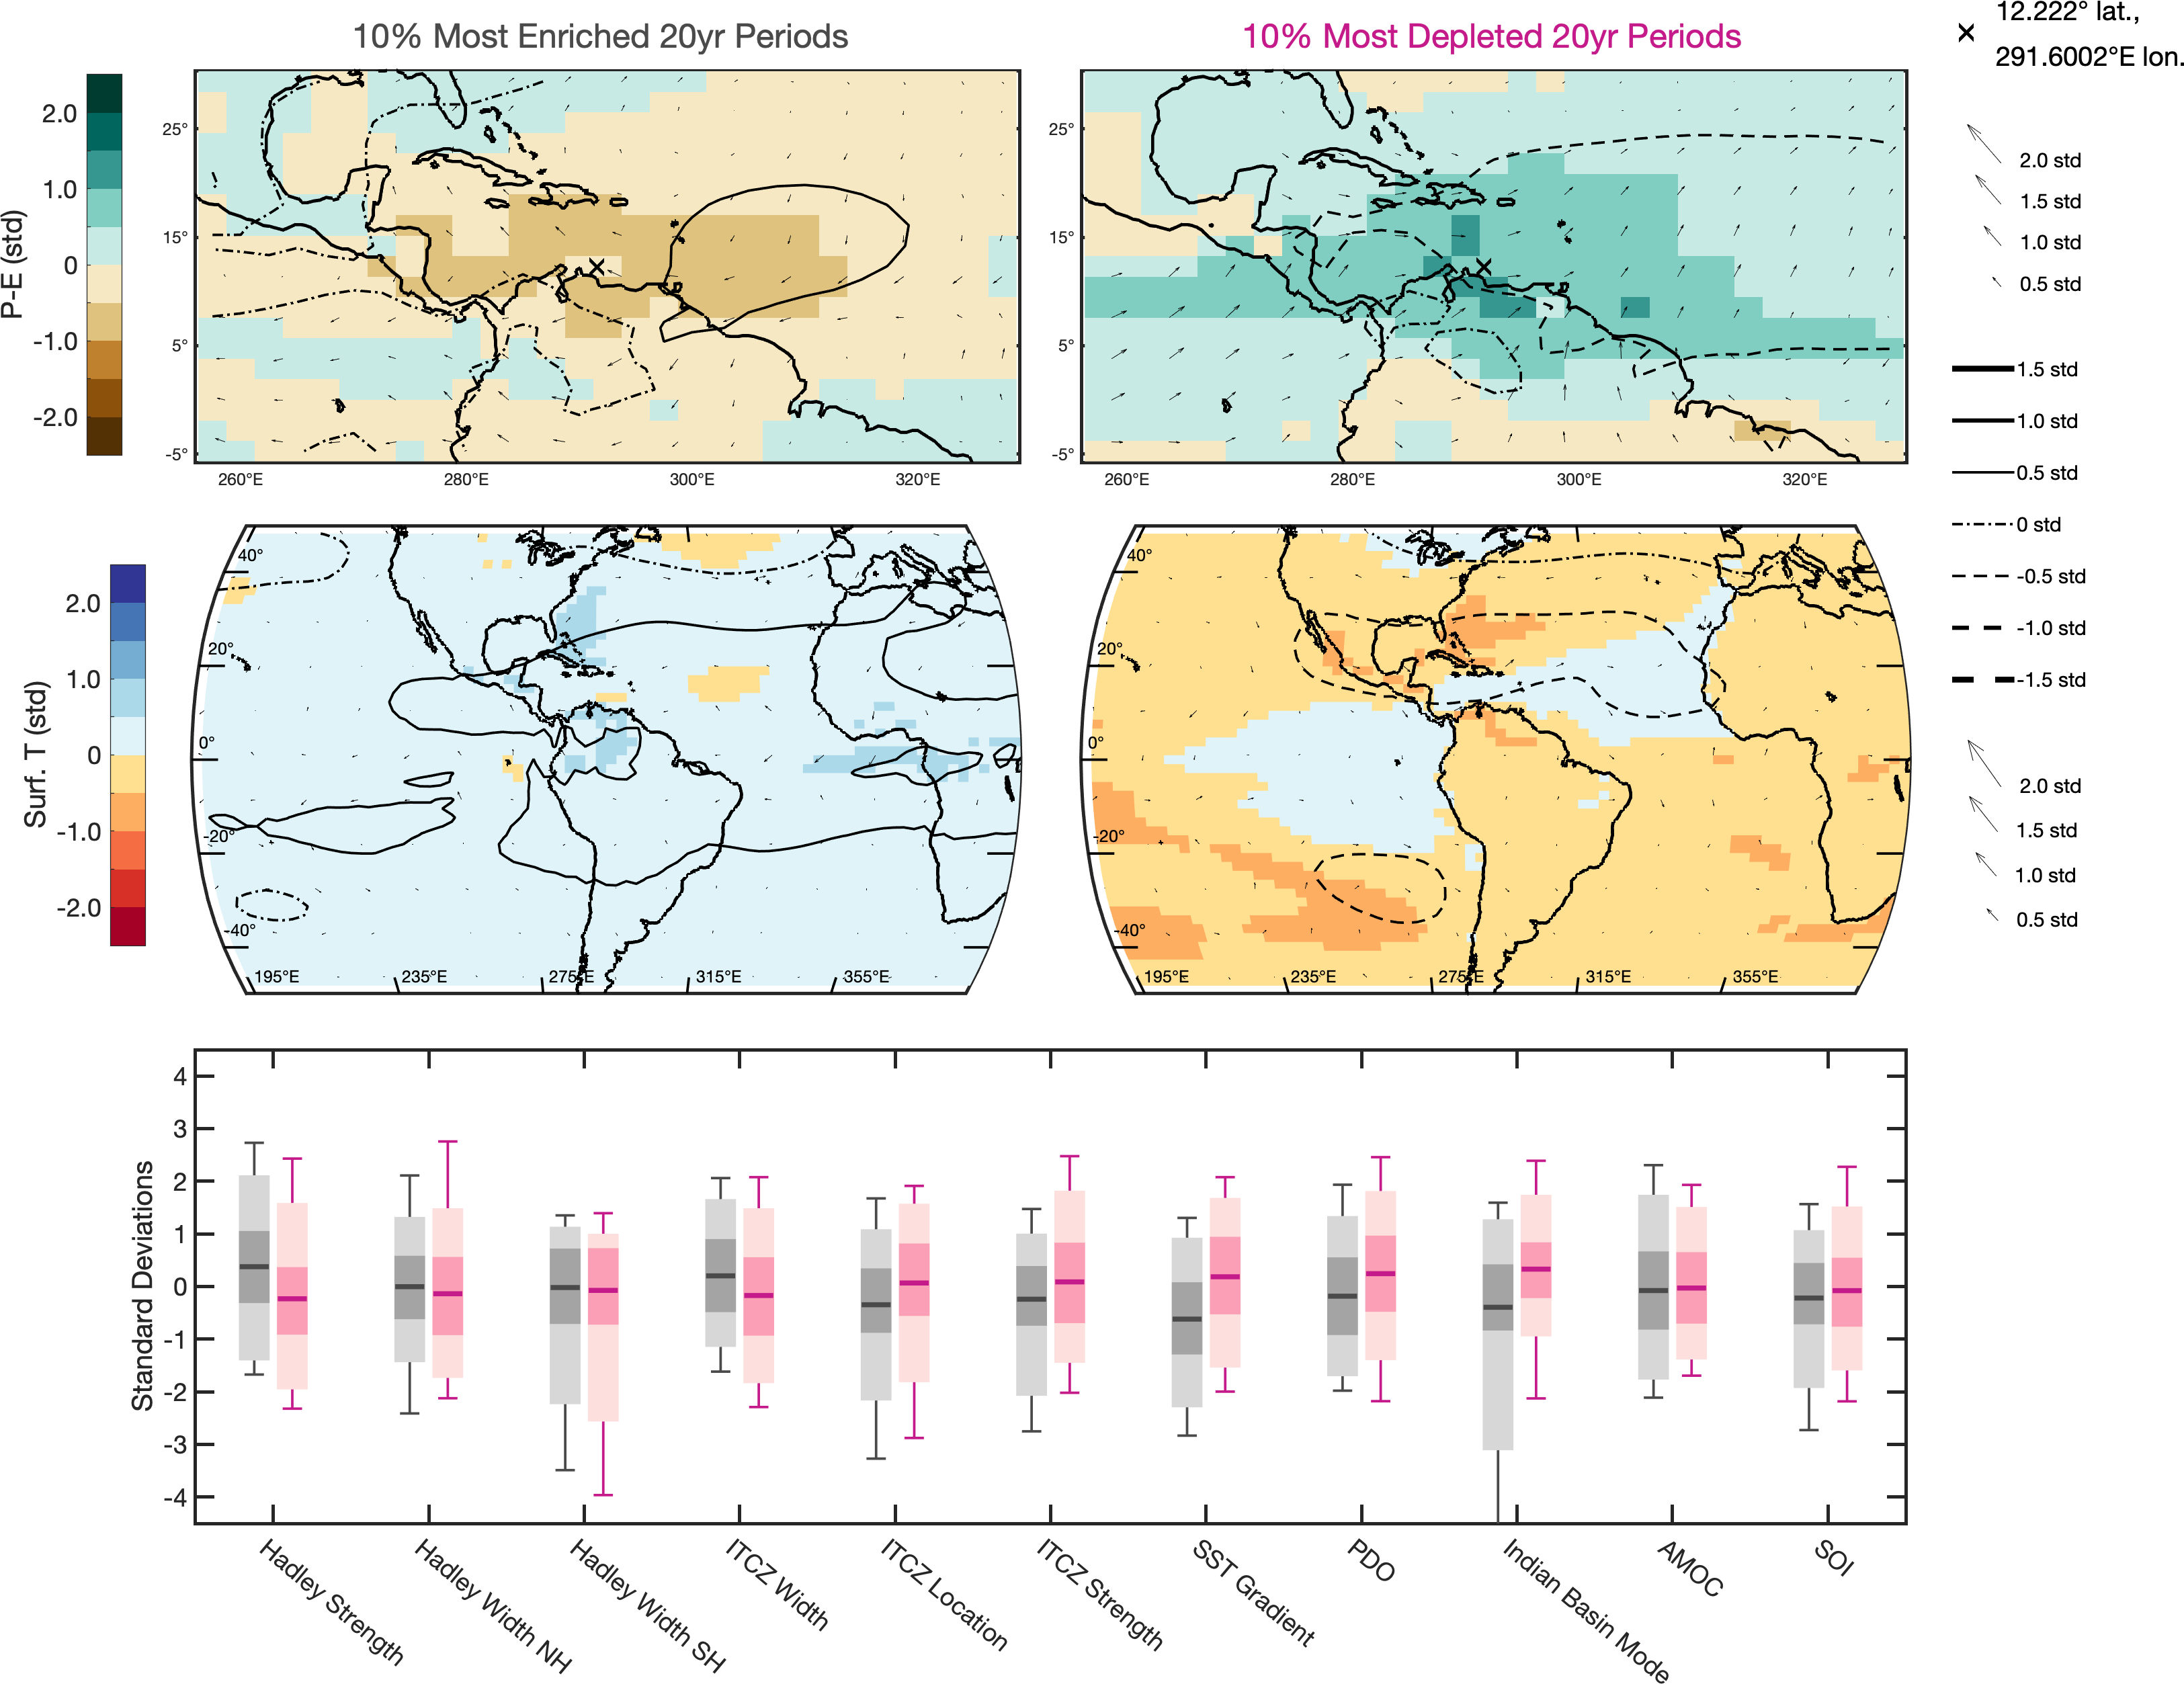 10% Most Enriched 20yr Periods
10% Most Depleted 20yr Periods
12.222° lat.,
291.6002°E lon.
P-E (std)
2.0
1.0
0
-1.0
-2.0
25°
15°
5°
-5°
260°E
280°E
300°E
320°E
25°
15°
5°
-5°
260°E
280°E
300°E
320°E
2.0 std
1.5 std
1.0 std
0.5 std
1.5 std
1.0 std
0.5 std
0 std
-0.5 std
-1.0 std
-1.5 std
Surf. T (std)
2.0
1.0
0
-1.0
-2.0
40°
20°
0°
-20°
-40°
195°E
235°E
275°E
315°E
355°E
40°
20°
0°
-20°
-40°
195°E
235°E
275°E
315°E
355°E
2.0 std
1.5 std
1.0 std
0.5 std
Standard Deviations
4
3
2
1
0
-1
-2
-3
-4
Hadley Strength
Hadley Width NH
Hadley Width SH
ITCZ Width
ITCZ Location
ITCZ Strength
SST Gradient
PDO
Indian Basin Mode
AMOC
SOI